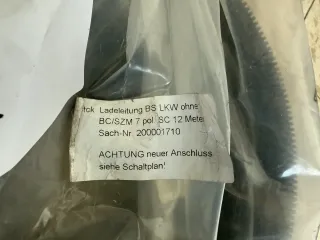 tck Ladeleitung BS LKW ohne
BC/SZM 7 pol SC 12 Meter
Sach-Nr. 200001710
ACHTUNG neuer Anschluss
siehe Schaltplan!